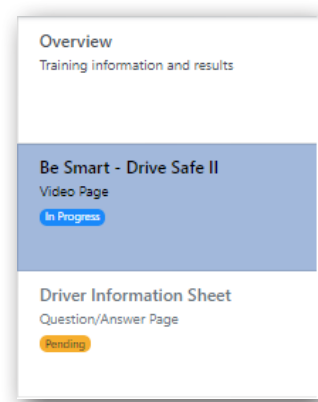 Overview
Training information and results
Be Smart - Drive Safe II
Video Page
In Progress
Driver Information Sheet
Question/Answer Page
Pending